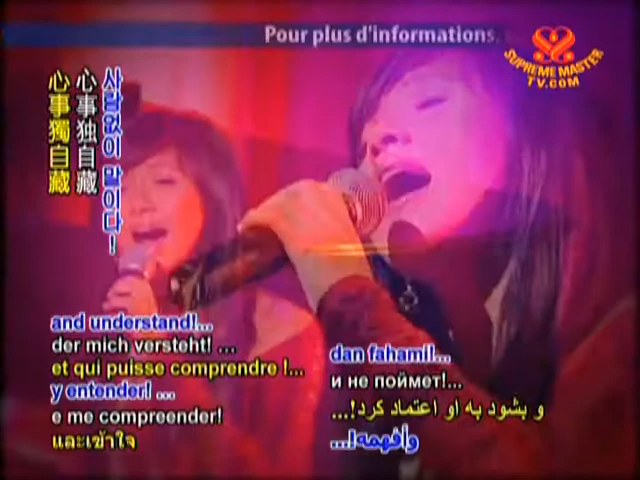 Pour plus d'informations,
SUPREME MASTER
TV.COM
心事獨自藏
心事独自藏
사람없이 말이다!
and understand!...
der mich versteht! ...
et qui puisse comprendre !...
y entender! ...
e me compreender!
และเข้าใจ
dan fahami!...
и не поймет!...
و بشود به او اعتماد کرد!...
وأفهمه!...